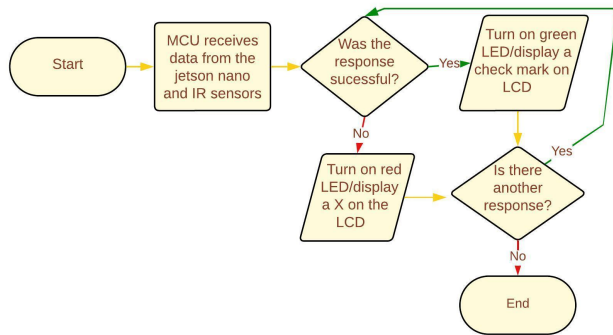 Start
MCU receives
data from the
jetson nano
and IR sensors
Was the
response
sucessful?
Yes
Turn on green
LED/display a
check mark on
LCD
No
Turn on red
LED/display
a X on the
LCD
Is there
another
response?
Yes
No
End